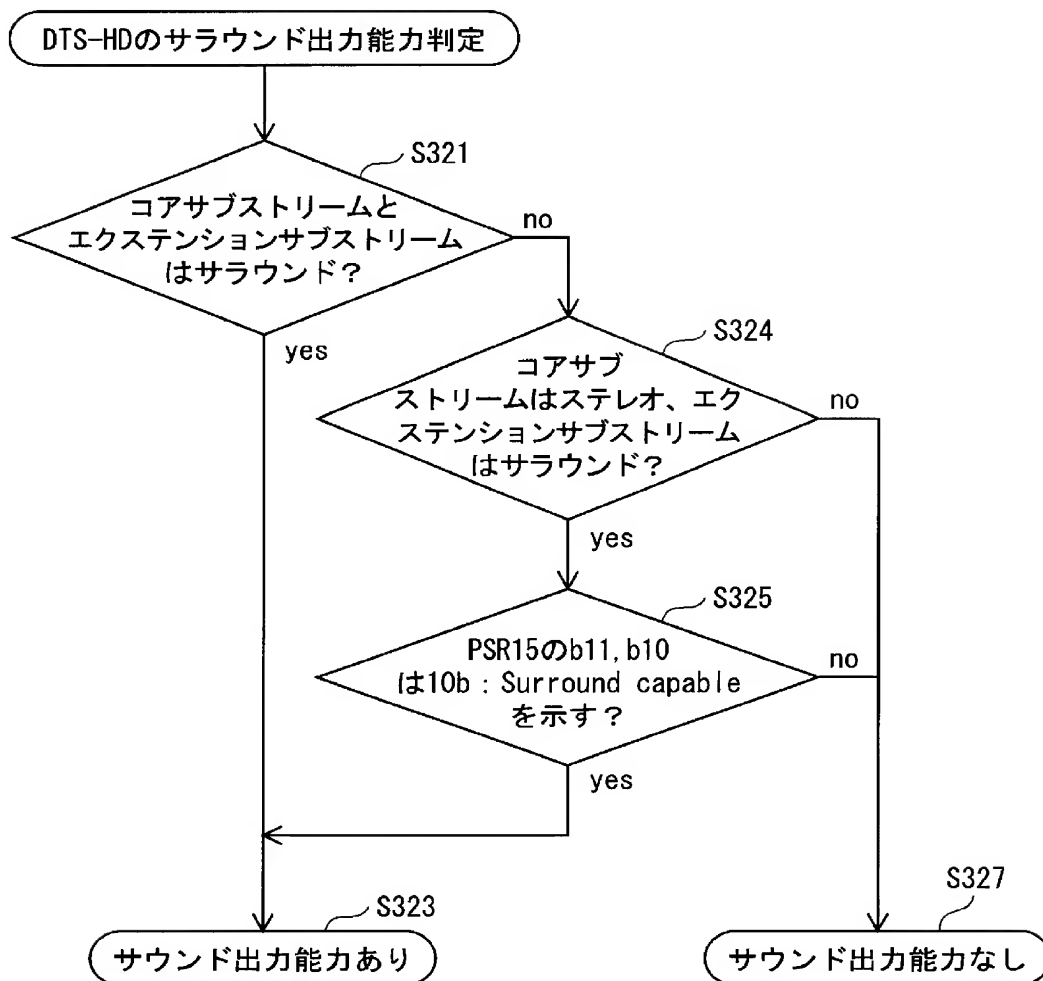 DTS-HDのサラウンド出力能力判定
S321
コアサブストリームと
エクステンションサブストリーム
はサラウンド？
no
yes
S324
コアサブ
ストリームはステレオ、エク
ステンションサブストリーム
はサラウンド？
no
yes
S325
PSR15のb11,b10
は10b：Surround capable
を示す？
no
yes
S323
サウンド出力能力あり
S327
サウンド出力能力なし